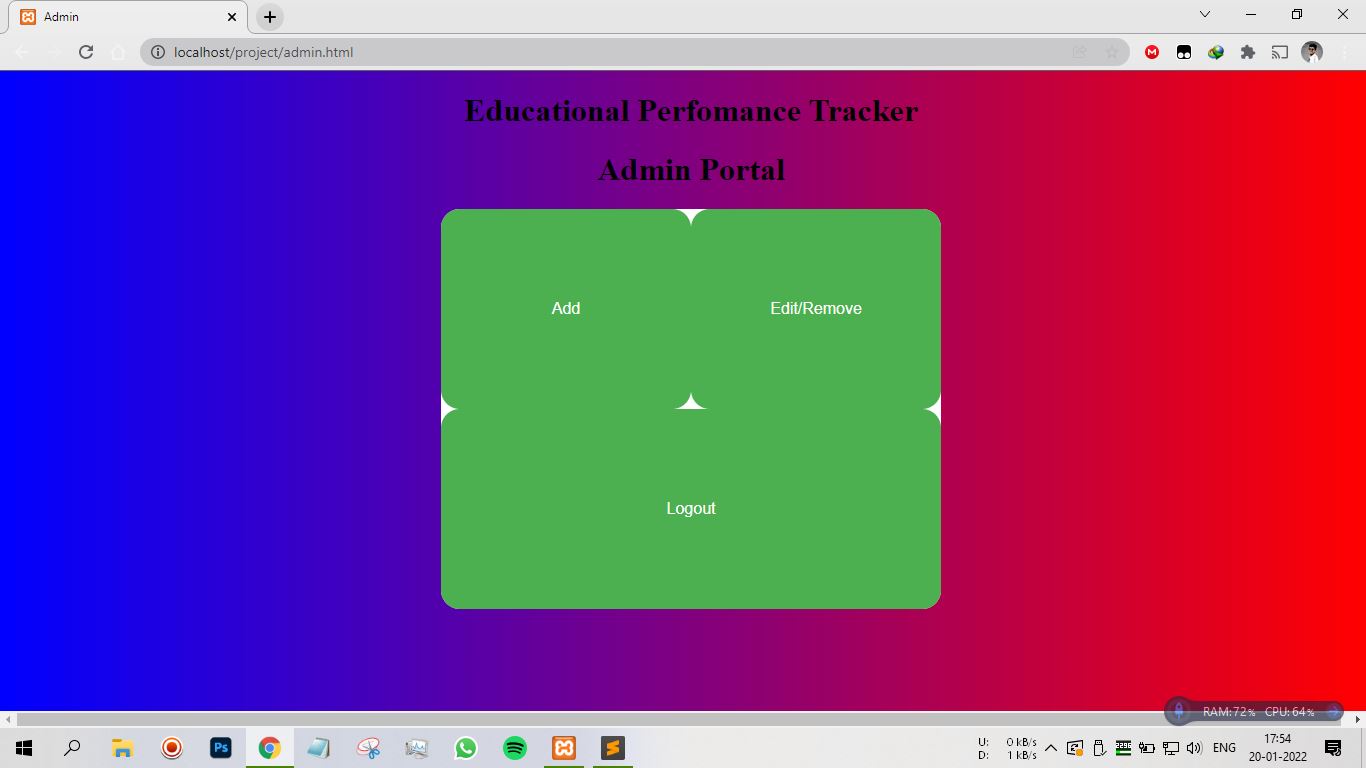 Admin
localhost/project/admin.html
Educational Perfomance Tracker
Admin Portal
Add
Edit/Remove
Logout
RAM: 72% CPU: 64%
Ps
U: 0 kB/s
D: 1 kB/s
ENG
17:54
20-01-2022